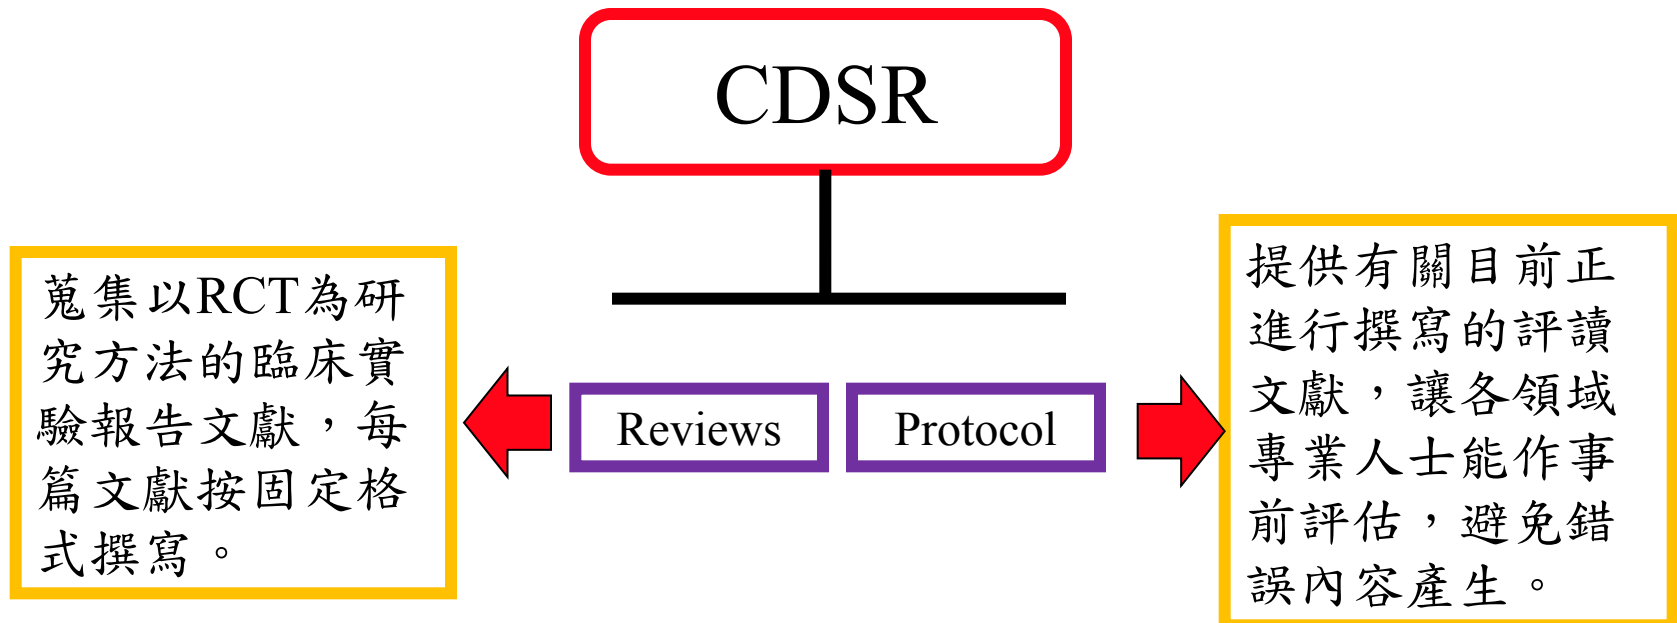 CDSR
蒐集以RCT為研
究方法的臨床實
驗報告文獻，每
篇文獻按固定格
式撰寫。
Reviews
Protocol
提供有關目前正
進行撰寫的評讀
文獻，讓各領域
專業人士能作事
前評估，避免錯
誤內容產生。